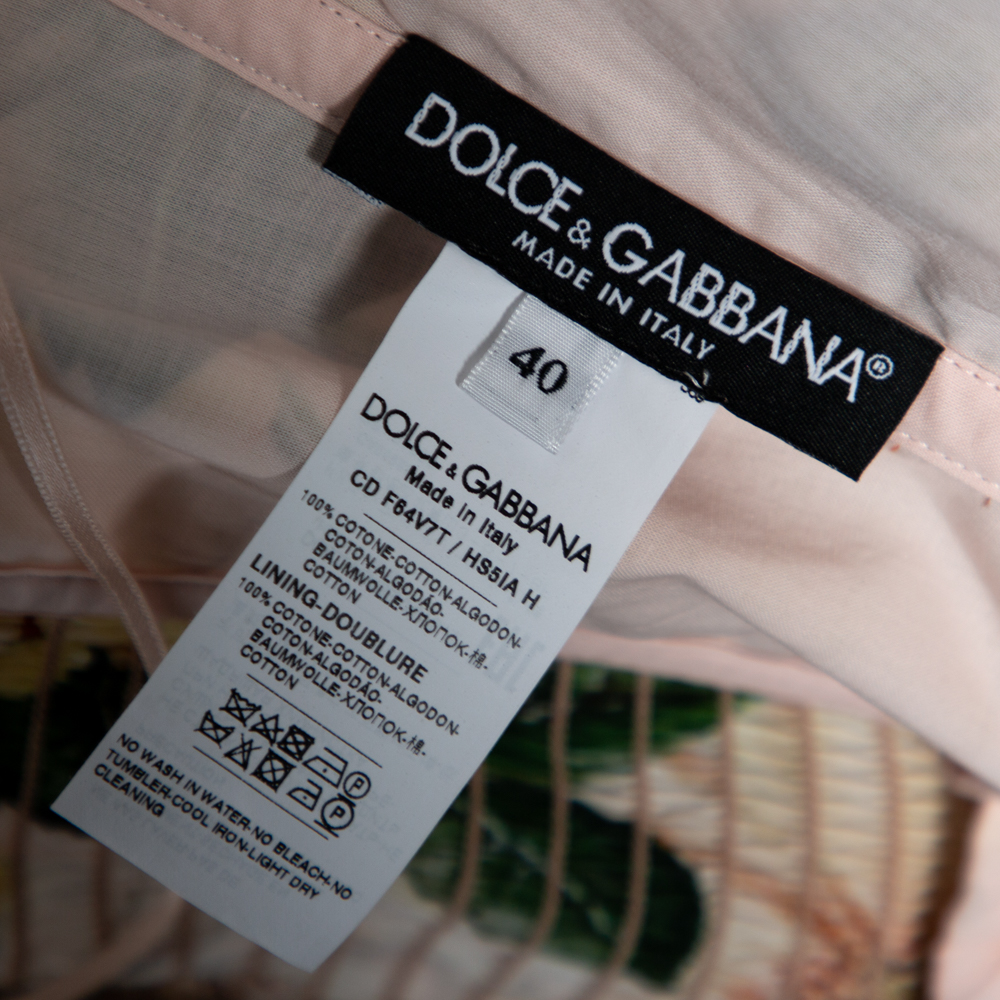 DOLCE & GABBANA®
MADE IN ITALY
40
DOLCE & GABBANA
Made in Italy
CD F64V7T / HS5IA H
100% COTONE-COTTON-ALGODON-
COTON-ALGODÃO-
BAUMWOLLE-ХЛОПОК-棉-
COTTON
LINING-DOUBLURE
100% COTONE-COTTON-ALGODON-
COTON-ALGODÃO-
BAUMWOLLE-ХЛОПОК-棉-
COTTON
P
P
NO WASH IN WATER-NO BLEACH-NO
TUMBLER-COOL IRON-LIGHT DRY
CLEANING